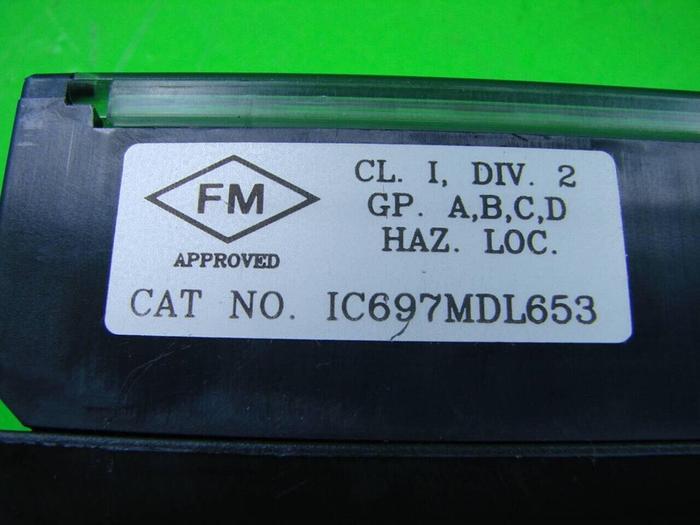 FM
APPROVED
CL. I, DIV. 2
GP. A,B,C,D
HAZ. LOC.
CAT NO. IC697MDL653